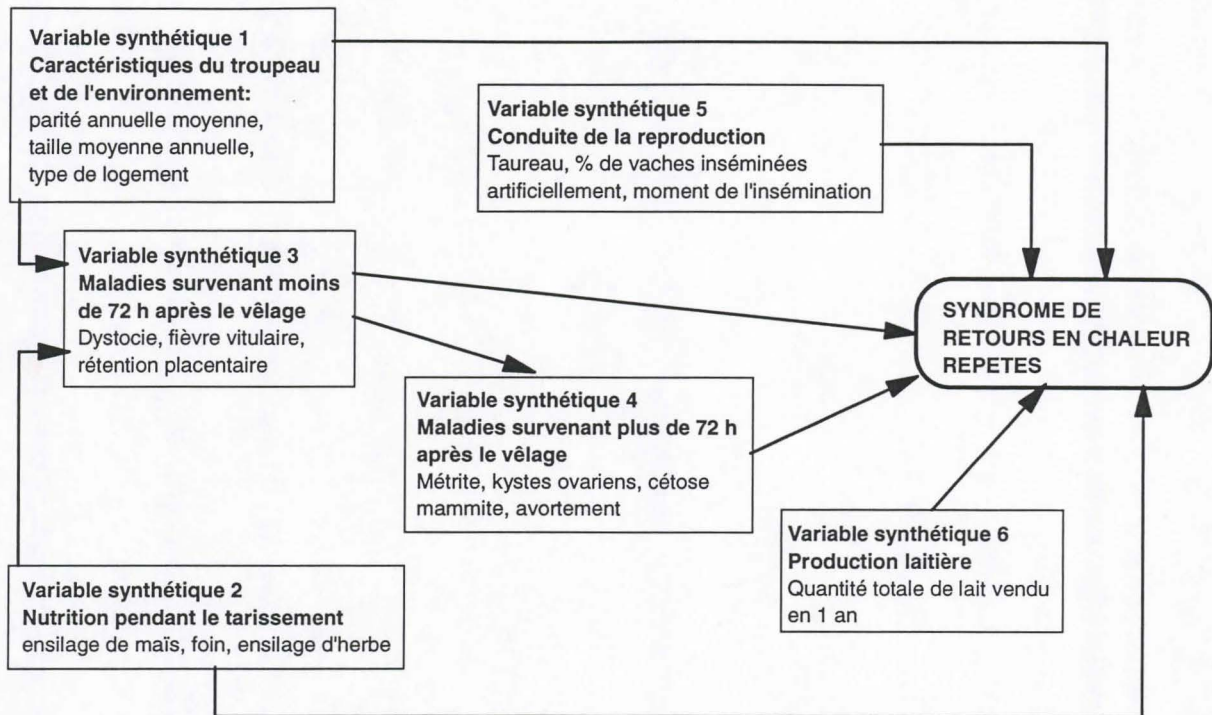 Variable synthétique 1
Caractéristiques du troupeau
et de l'environnement:
parité annuelle moyenne,
taille moyenne annuelle,
type de logement
Variable synthétique 5
Conduite de la reproduction
Taureau, % de vaches inséminées
artificiellement, moment de l'insémination
Variable synthétique 3
Maladies survenant moins
de 72 h après le vêlage
Dystocie, fièvre vitulaire,
rétention placentaire
SYNDROME DE
RETOURS EN CHALEUR
REPETES
Variable synthétique 4
Maladies survenant plus de 72 h
après le vêlage
Métrite, kystes ovariens, cétose
mammite, avortement
Variable synthétique 6
Production laitière
Quantité totale de lait vendu
en 1 an
Variable synthétique 2
Nutrition pendant le tarissement
ensilage de maïs, foin, ensilage d'herbe